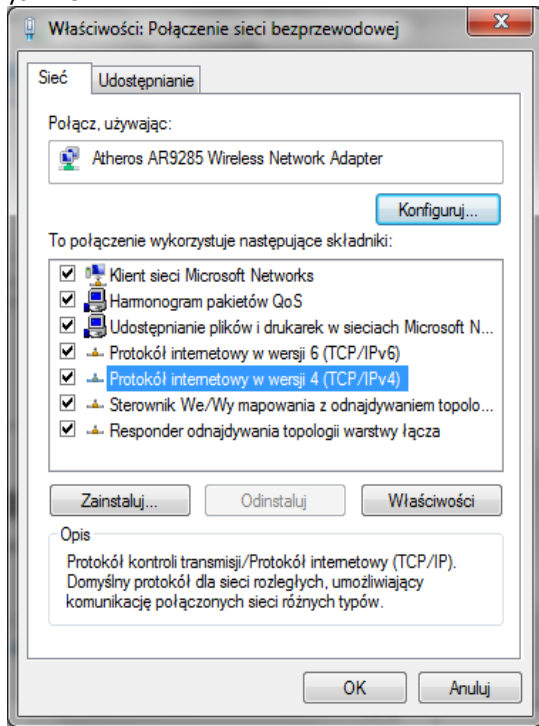 Właściwości: Połączenie sieci bezprzewodowej
Sieć
Udostępnianie
Połącz, używając:
Atheros AR9285 Wireless Network Adapter
Konfiguruj...
To połączenie wykorzystuje następujące składniki:
Klient sieci Microsoft Networks
Harmonogram pakietów QoS
Udostępnianie plików i drukarek w sieciach Microsoft N...
Protokół internetowy w wersji 6 (TCP/IPv6)
Protokół internetowy w wersji 4 (TCP/IPv4)
Sterownik We/Wy mapowania z odnajdywaniem topolo...
Responder odnajdywania topologii warstwy łącza
Zainstaluj...
Odinstaluj
Właściwości
Opis
Protokół kontroli transmisji/Protokół internetowy (TCP/IP).
Domyślny protokół dla sieci rozległych, umożliwiający
komunikację połączonych sieci różnych typów.
OK
Anuluj